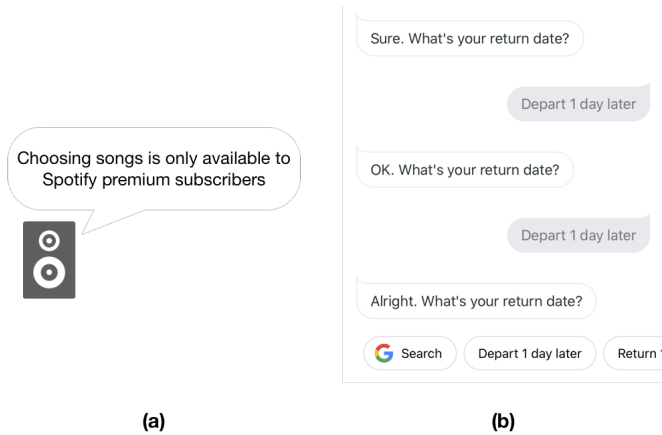 Choosing songs is only available to
Spotify premium subscribers
(a)
Sure. What's your return date?
Depart 1 day later
OK. What's your return date?
Depart 1 day later
Alright. What's your return date?
Search
Depart 1 day later
Return
(b)